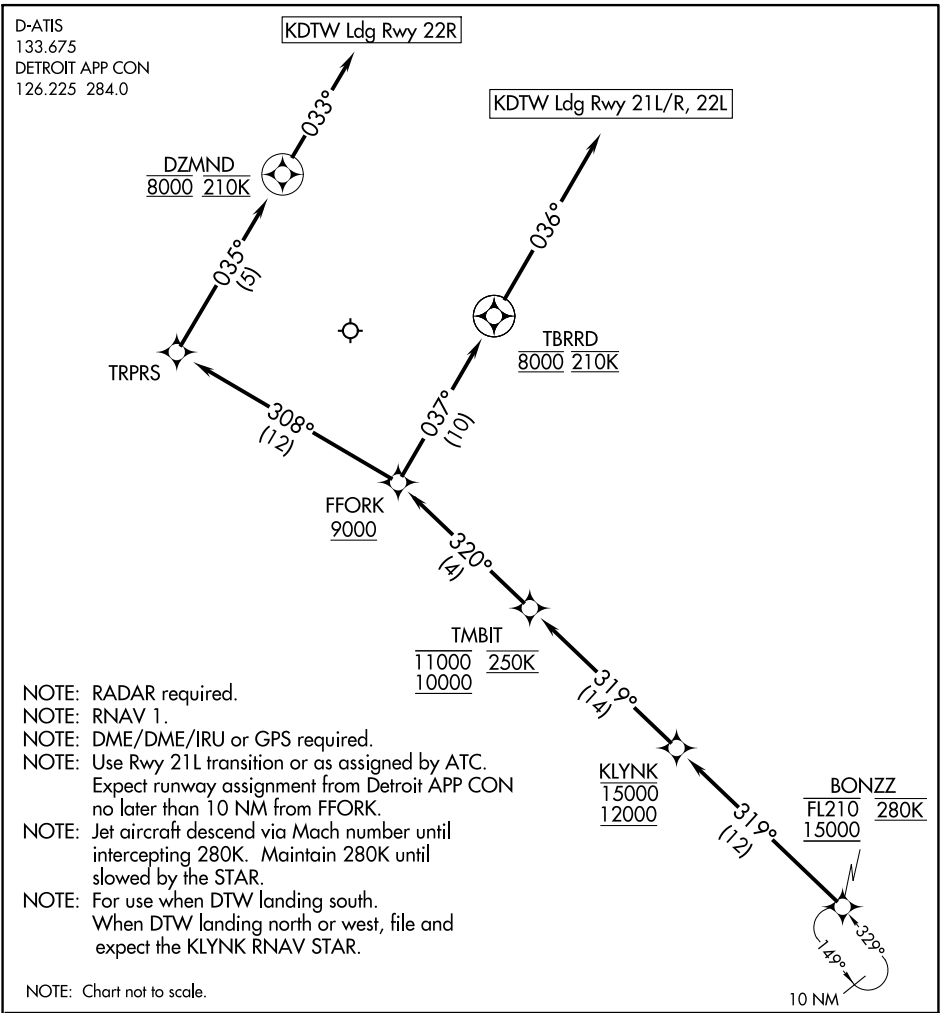 D-ATIS
133.675
DETROIT APP CON
126.225 284.0
KDTW Ldg Rwy 22R
KDTW Ldg Rwy 21L/R, 22L
033°
DZMND
8000 210K
036°
035°
(5)
TBRRD
8000 210K
TRPRS
308°
(12)
037°
(10)
FFORK
9000
320°
(4)
TMBIT
11000 250K
10000
319°
(14)
KLYNK
15000
12000
BONZZ
FL210 280K
15000
319°
(12)
329°
149°
10 NM
NOTE: RADAR required.
NOTE: RNAV 1.
NOTE: DME/DME/IRU or GPS required.
NOTE: Use Rwy 21L transition or as assigned by ATC.
Expect runway assignment from Detroit APP CON
no later than 10 NM from FFORK.
NOTE: Jet aircraft descend via Mach number until
intercepting 280K. Maintain 280K until
slowed by the STAR.
NOTE: For use when DTW landing south.
When DTW landing north or west, file and
expect the KLYNK RNAV STAR.
NOTE: Chart not to scale.